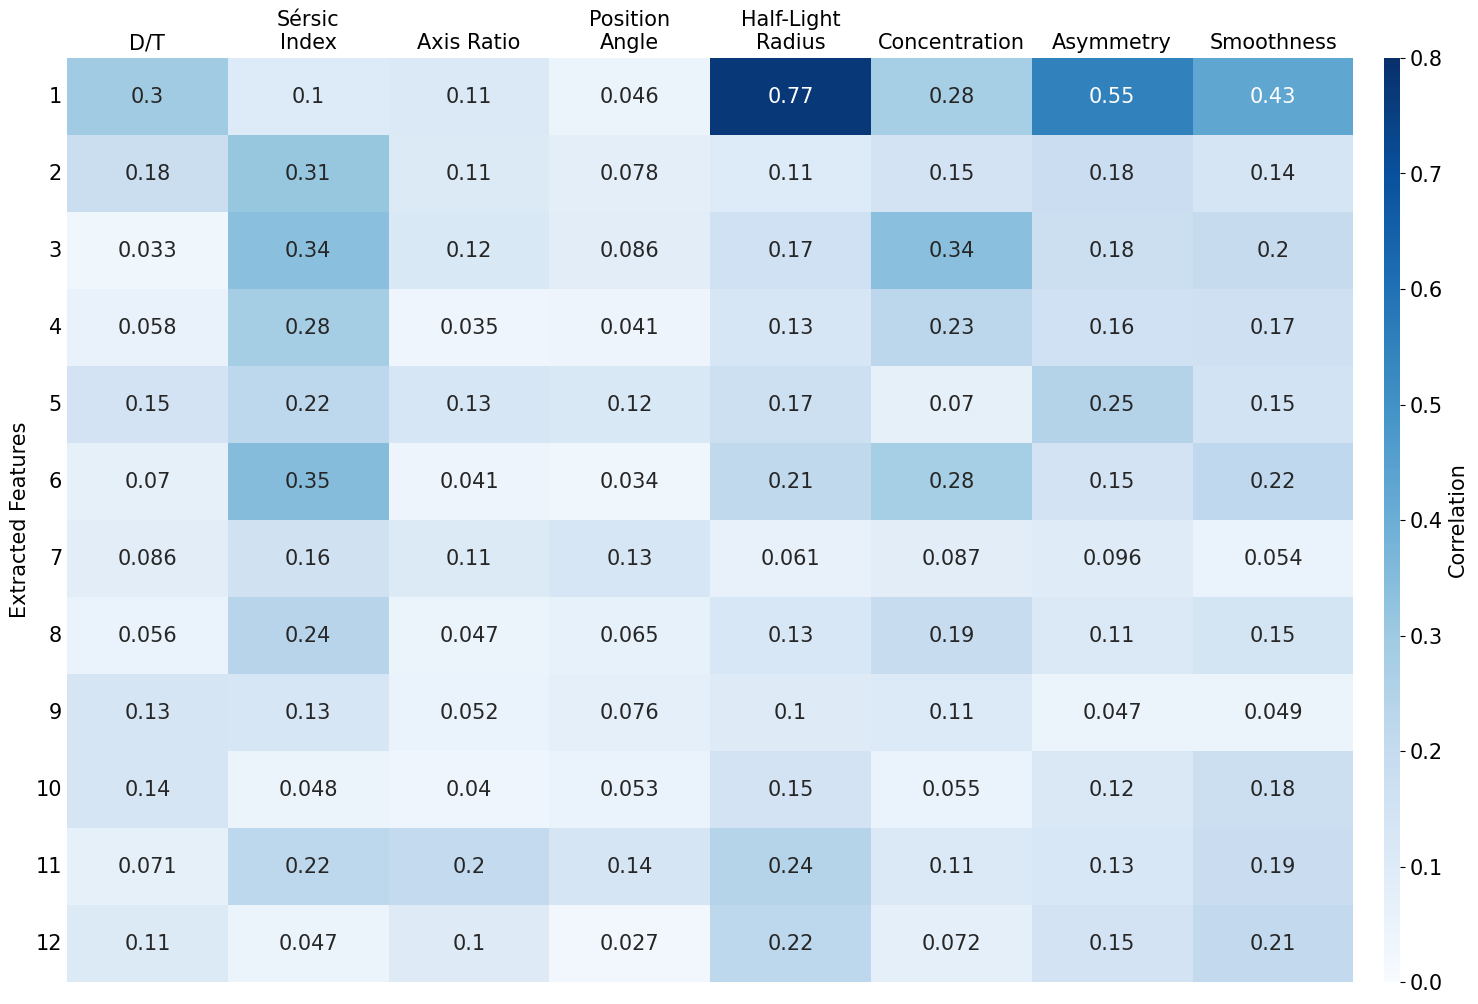 Sérsic
Index
Position
Angle
Half-Light
Radius
D/T
Axis Ratio
Concentration
Asymmetry
Smoothness
1 0.3 0.1 0.11 0.046 0.77 0.28 0.55 0.43
2 0.18 0.31 0.11 0.078 0.11 0.15 0.18 0.14
3 0.033 0.34 0.12 0.086 0.17 0.34 0.18 0.2
4 0.058 0.28 0.035 0.041 0.13 0.23 0.16 0.17
5 0.15 0.22 0.13 0.12 0.17 0.07 0.25 0.15
6 0.07 0.35 0.041 0.034 0.21 0.28 0.15 0.22
7 0.086 0.16 0.11 0.13 0.061 0.087 0.096 0.054
8 0.056 0.24 0.047 0.065 0.13 0.19 0.11 0.15
9 0.13 0.13 0.052 0.076 0.1 0.11 0.047 0.049
10 0.14 0.048 0.04 0.053 0.15 0.055 0.12 0.18
11 0.071 0.22 0.2 0.14 0.24 0.11 0.13 0.19
12 0.11 0.047 0.1 0.027 0.22 0.072 0.15 0.21
Extracted Features
0.8
0.7
0.6
0.5
0.4
0.3
0.2
0.1
0.0
Correlation